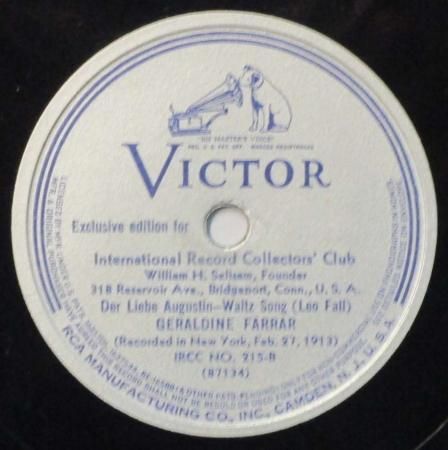 "HIS MASTER'S VOICE"
VICTOR
Exclusive edition for
International Record Collectors' Club
William H. Seltsam, Founder
318 Reservoir Ave., Bridgeport, Conn., U. S. A.
Der Liebe Augustin—Waltz Song (Leo Fall)
GERALDINE FARRAR
(Recorded in New York, Feb. 27, 1913)
IRCC NO. 215-B
(87134)
RCA MANUFACTURING CO., INC., CAMDEN, N. J., U. S. A.